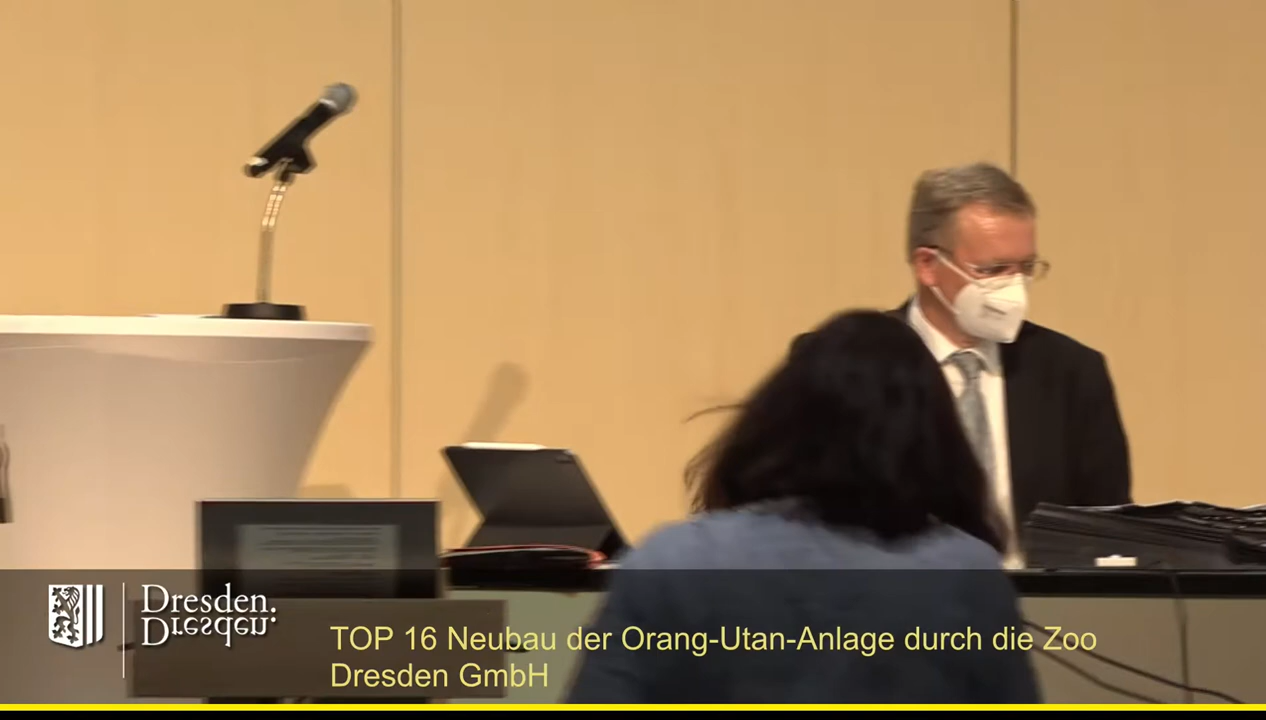 Dresden.
Dresden.
TOP 16 Neubau der Orang-Utan-Anlage durch die Zoo
Dresden GmbH